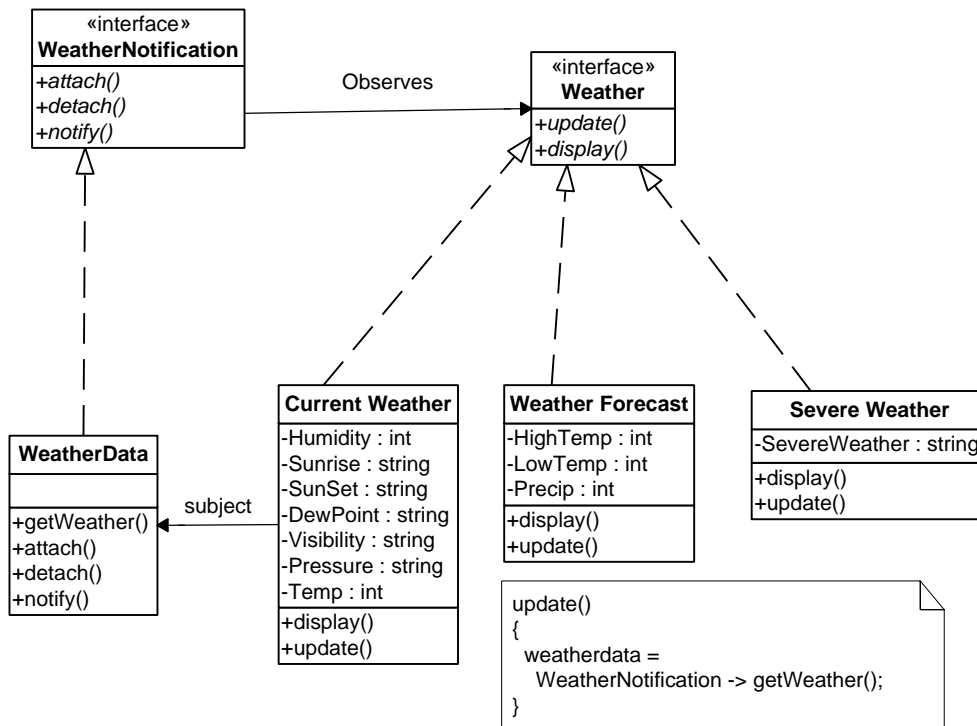 «interface»
WeatherNotification
+attach()
+detach()
+notify()
Observes
«interface»
Weather
+update()
+display()
WeatherData
+getWeather()
+attach()
+detach()
+notify()
subject
Current Weather
-Humidity : int
-Sunrise : string
-SunSet : string
-DewPoint : string
-Visibility : string
-Pressure : string
-Temp : int
+display()
+update()
Weather Forecast
-HighTemp : int
-LowTemp : int
-Precip : int
+display()
+update()
Severe Weather
-SevereWeather : string
+display()
+update()
update()
{
weatherdata =
WeatherNotification -> getWeather();
}